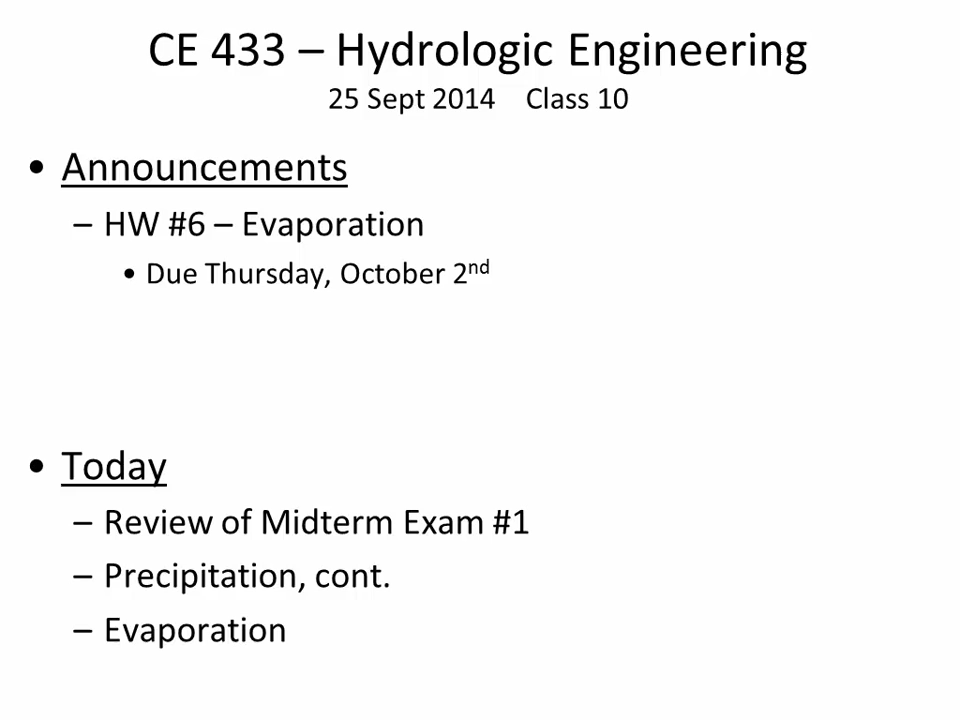 CE 433 – Hydrologic Engineering
25 Sept 2014 Class 10
• Announcements
– HW #6 – Evaporation
• Due Thursday, October 2nd
• Today
– Review of Midterm Exam #1
– Precipitation, cont.
– Evaporation